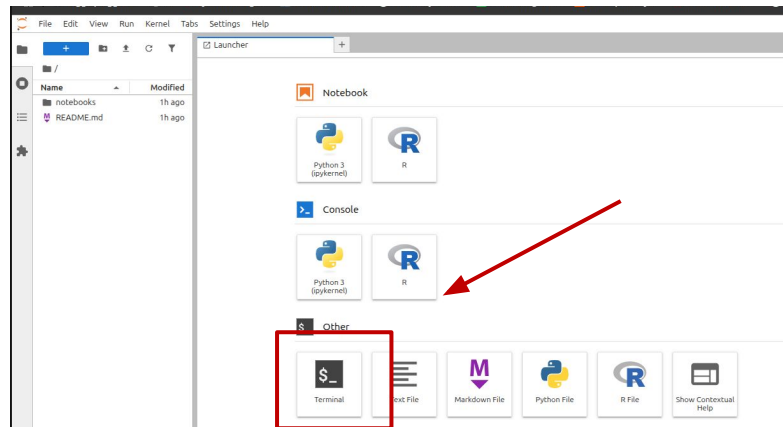 File Edit View Run Kernel Tabs Settings Help
Launcher
+
+
/
Name Modified
notebooks 1h ago
README.md 1h ago
Notebook
Python 3
(ipykernel)
R
Console
Python 3
(ipykernel)
R
$ Other
$_
Terminal
Text File
Markdown File
Python File
R File
Show Contextual
Help